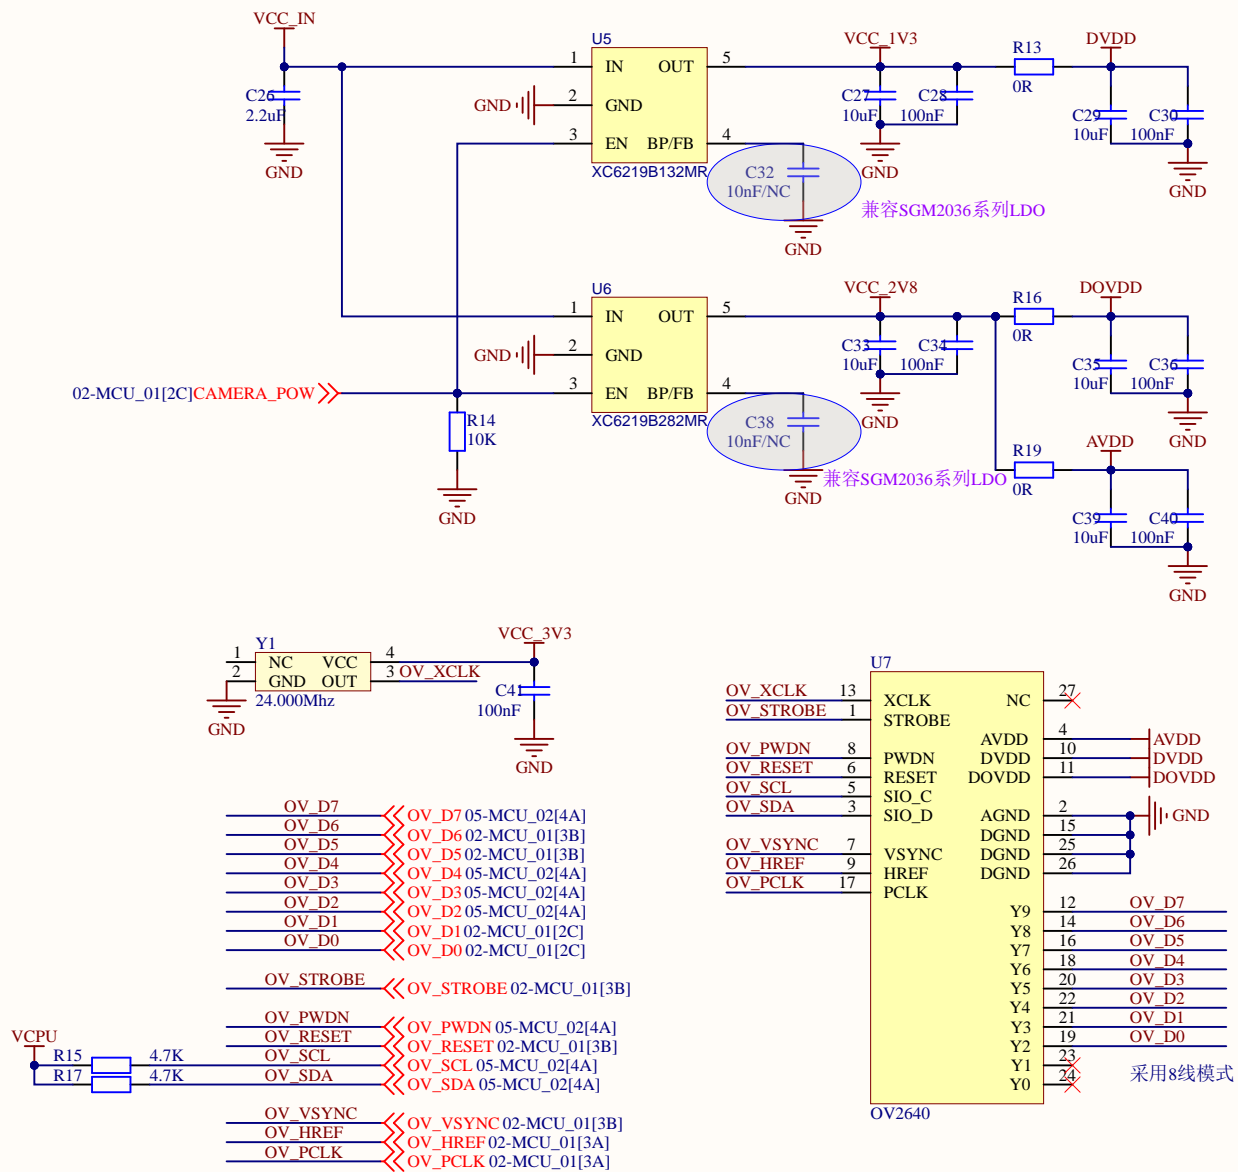 VCC_IN
C26
2.2uF
GND
U5
1 IN OUT 5
GND 2 GND
3 EN BP/FB 4
XC6219B132MR
VCC_1V3
C27
10uF
C28
100nF
GND
R13
0R
DVDD
C29
10uF
C30
100nF
GND
C32
10nF/NC
GND
兼容SGM2036系列LDO
U6
1 IN OUT 5
GND 2 GND
3 EN BP/FB 4
XC6219B282MR
02-MCU_01[2C]CAMERA_POW
R14
10K
GND
VCC_2V8
C33
10uF
C34
100nF
GND
R16
0R
DOVDD
C35
10uF
C36
100nF
GND
C38
10nF/NC
GND
兼容SGM2036系列LDO
R19
0R
AVDD
C39
10uF
C40
100nF
GND
Y1
1 NC VCC 4
2 GND OUT 3 OV_XCLK
24.000Mhz
GND
VCC_3V3
C41
100nF
GND
OV_D7 OV_D7 05-MCU_02[4A]
OV_D6 OV_D6 02-MCU_01[3B]
OV_D5 OV_D5 02-MCU_01[3B]
OV_D4 OV_D4 05-MCU_02[4A]
OV_D3 OV_D3 05-MCU_02[4A]
OV_D2 OV_D2 05-MCU_02[4A]
OV_D1 OV_D1 02-MCU_01[2C]
OV_D0 OV_D0 02-MCU_01[2C]
OV_STROBE OV_STROBE 02-MCU_01[3B]
OV_PWDN OV_PWDN 05-MCU_02[4A]
OV_RESET OV_RESET 02-MCU_01[3B]
VCPU
R15 4.7K OV_SCL OV_SCL 05-MCU_02[4A]
R17 4.7K OV_SDA OV_SDA 05-MCU_02[4A]
OV_VSYNC OV_VSYNC 02-MCU_01[3B]
OV_HREF OV_HREF 02-MCU_01[3A]
OV_PCLK OV_PCLK 02-MCU_01[3A]
U7
OV_XCLK 13 XCLK
OV_STROBE 1 STROBE
OV_PWDN 8 PWDN
OV_RESET 6 RESET
OV_SCL 5 SIO_C
OV_SDA 3 SIO_D
OV_VSYNC 7 VSYNC
OV_HREF 9 HREF
OV_PCLK 17 PCLK
NC 27
AVDD 4 AVDD
DVDD 10 DVDD
DOVDD 11 DOVDD
AGND 2 GND
DGND 15
DGND 25
DGND 26
Y9 12 OV_D7
Y8 14 OV_D6
Y7 16 OV_D5
Y6 18 OV_D4
Y5 20 OV_D3
Y4 22 OV_D2
Y3 21 OV_D1
Y2 19 OV_D0
Y1 23
Y0 24
采用8线模式
OV2640